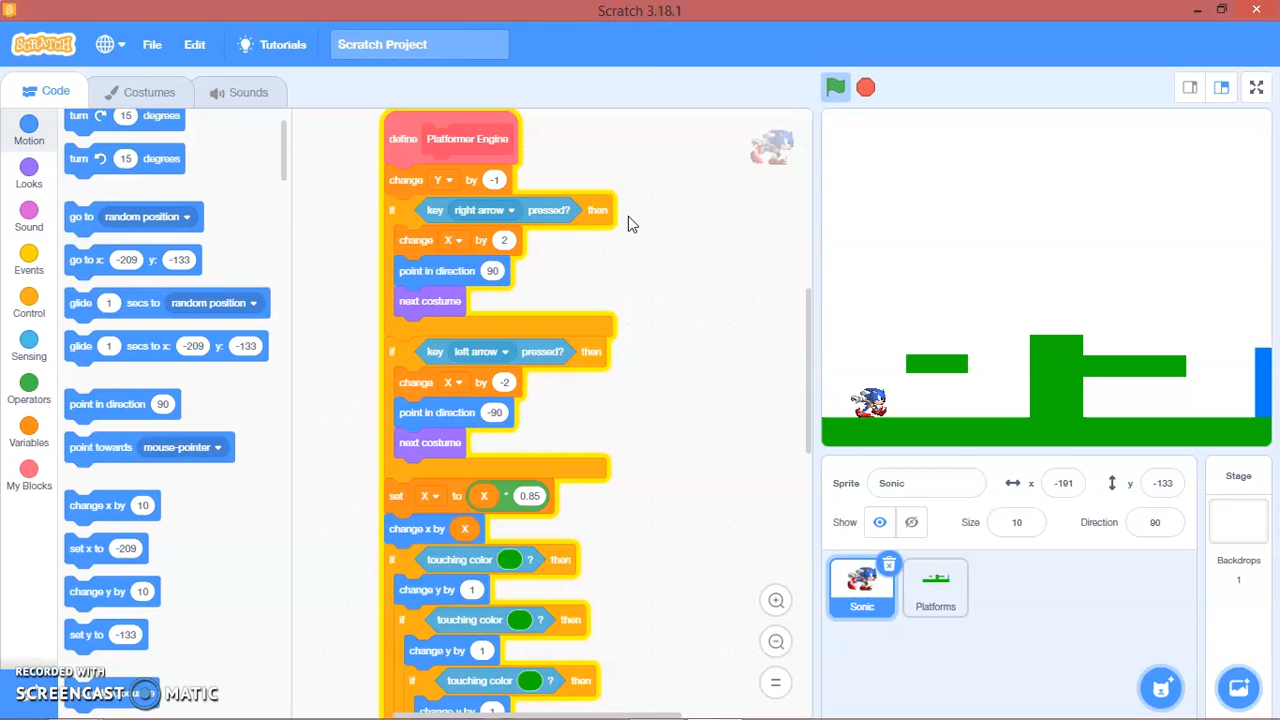 Scratch 3.18.1
SCRATCH File Edit Tutorials Scratch Project
Code Costumes Sounds
Motion
Looks
Sound
Events
Control
Sensing
Operators
Variables
My Blocks
turn 15 degrees
turn 15 degrees
go to random position
go to x: -209 y: -133
glide 1 secs to random position
glide 1 secs to x: -209 y: -133
point in direction 90
point towards mouse-pointer
change x by 10
set x to -209
change y by 10
set y to -133
define Platformer Engine
change Y by -1
if key right arrow pressed? then
change X by 2
point in direction 90
next costume
if key left arrow pressed? then
change X by -2
point in direction -90
next costume
set X to X * 0.85
change x by X
if touching color ? then
change y by 1
if touching color ? then
change y by 1
if touching color ? then
change y by 1
Sprite Sonic x -191 y -133
Show Size 10 Direction 90
Sonic
Platforms
Stage
Backdrops
1
RECORDED WITH
SCREENCAST MATIC